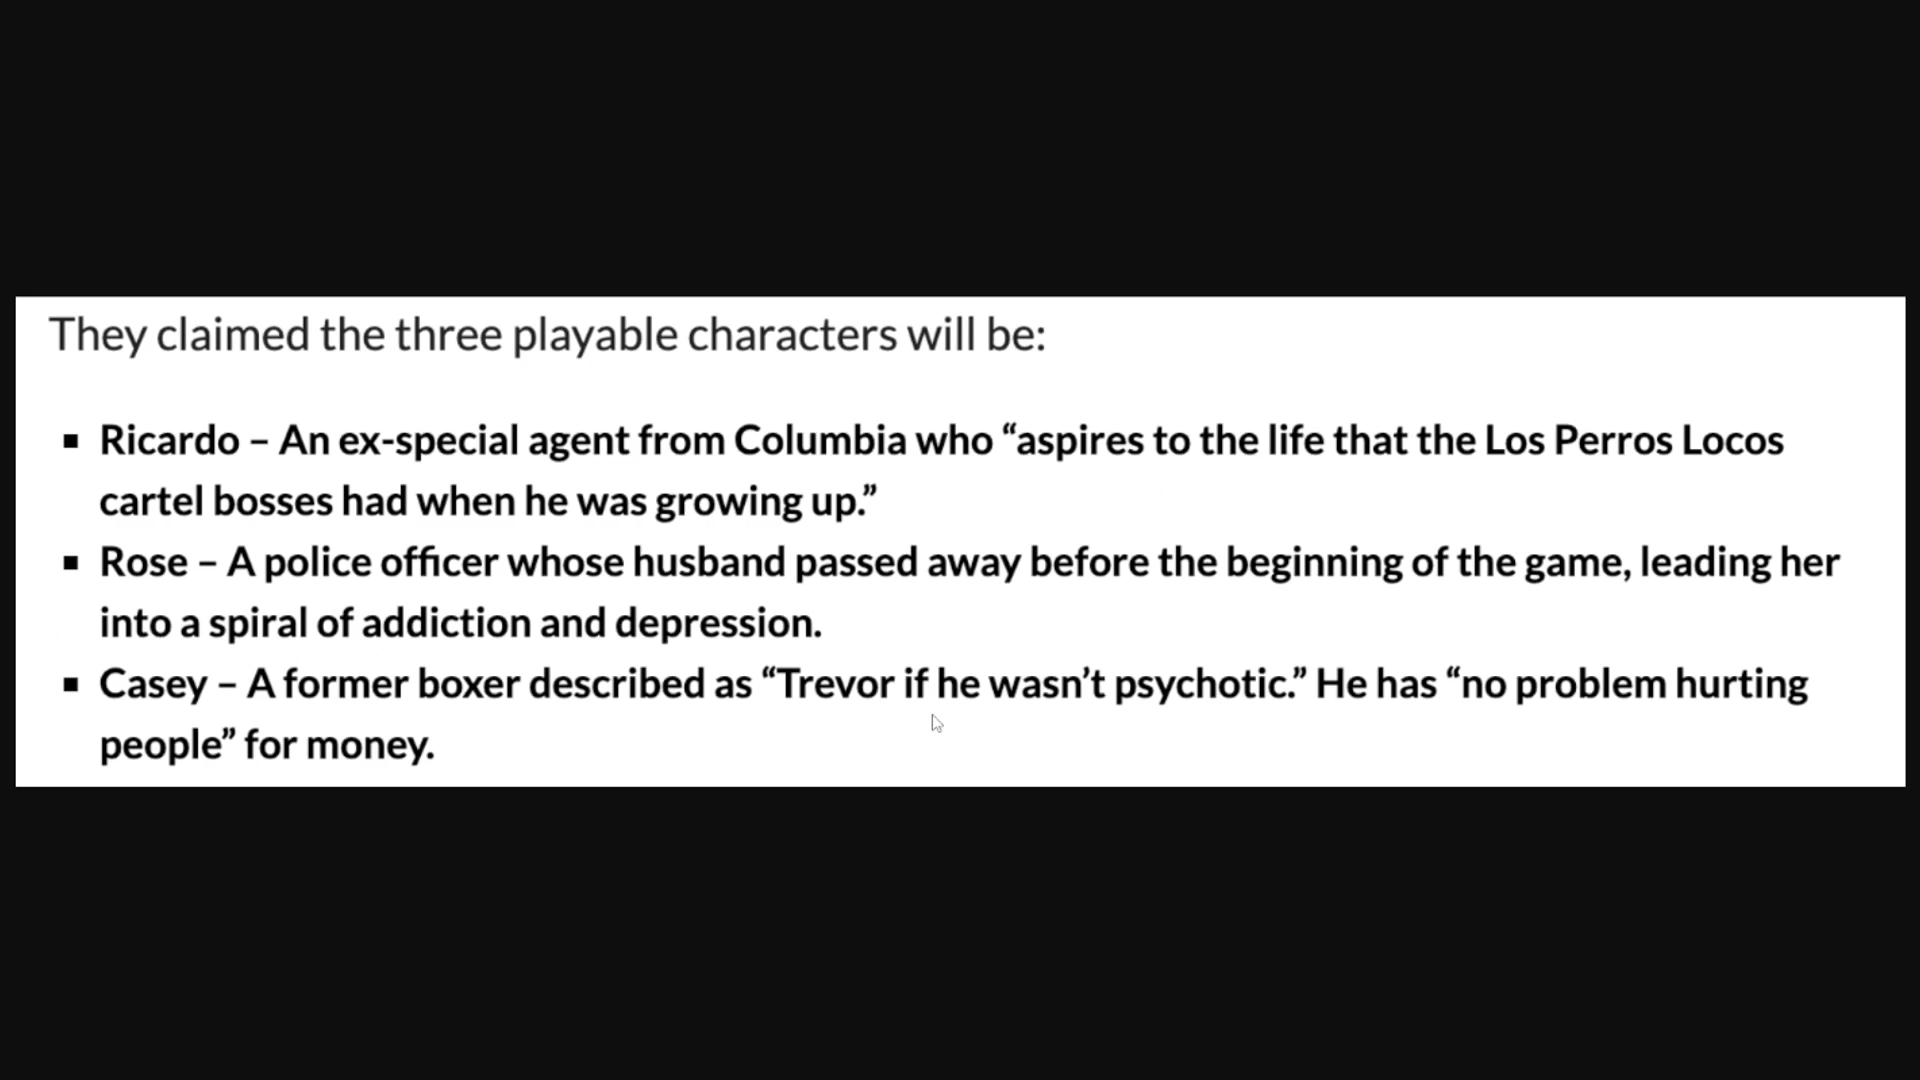 They claimed the three playable characters will be:
▪ Ricardo – An ex-special agent from Columbia who “aspires to the life that the Los Perros Locos
cartel bosses had when he was growing up.”
▪ Rose – A police officer whose husband passed away before the beginning of the game, leading her
into a spiral of addiction and depression.
▪ Casey – A former boxer described as “Trevor if he wasn’t psychotic.” He has “no problem hurting
people” for money.